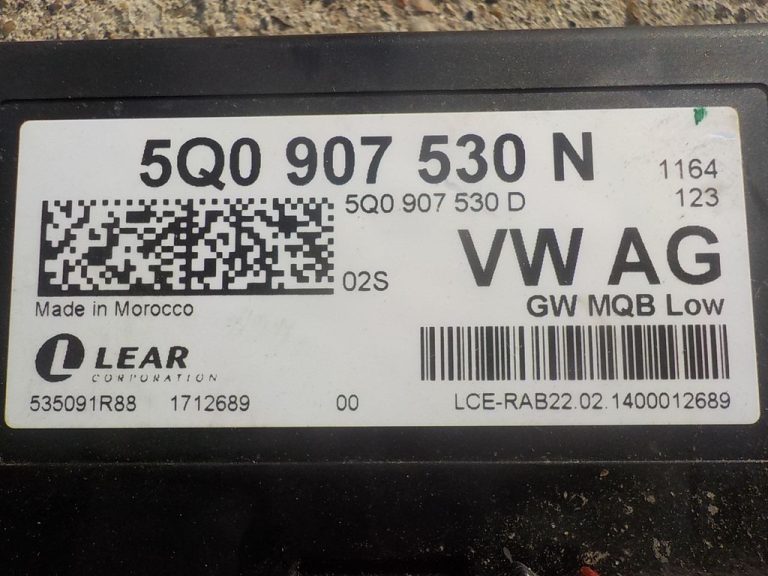 5Q0 907 530 N
1164
5Q0 907 530 D
123
VW AG
02S
GW MQB Low
Made in Morocco
LEAR
CORPORATION
535091R88 1712689 00
LCE-RAB22.02.1400012689